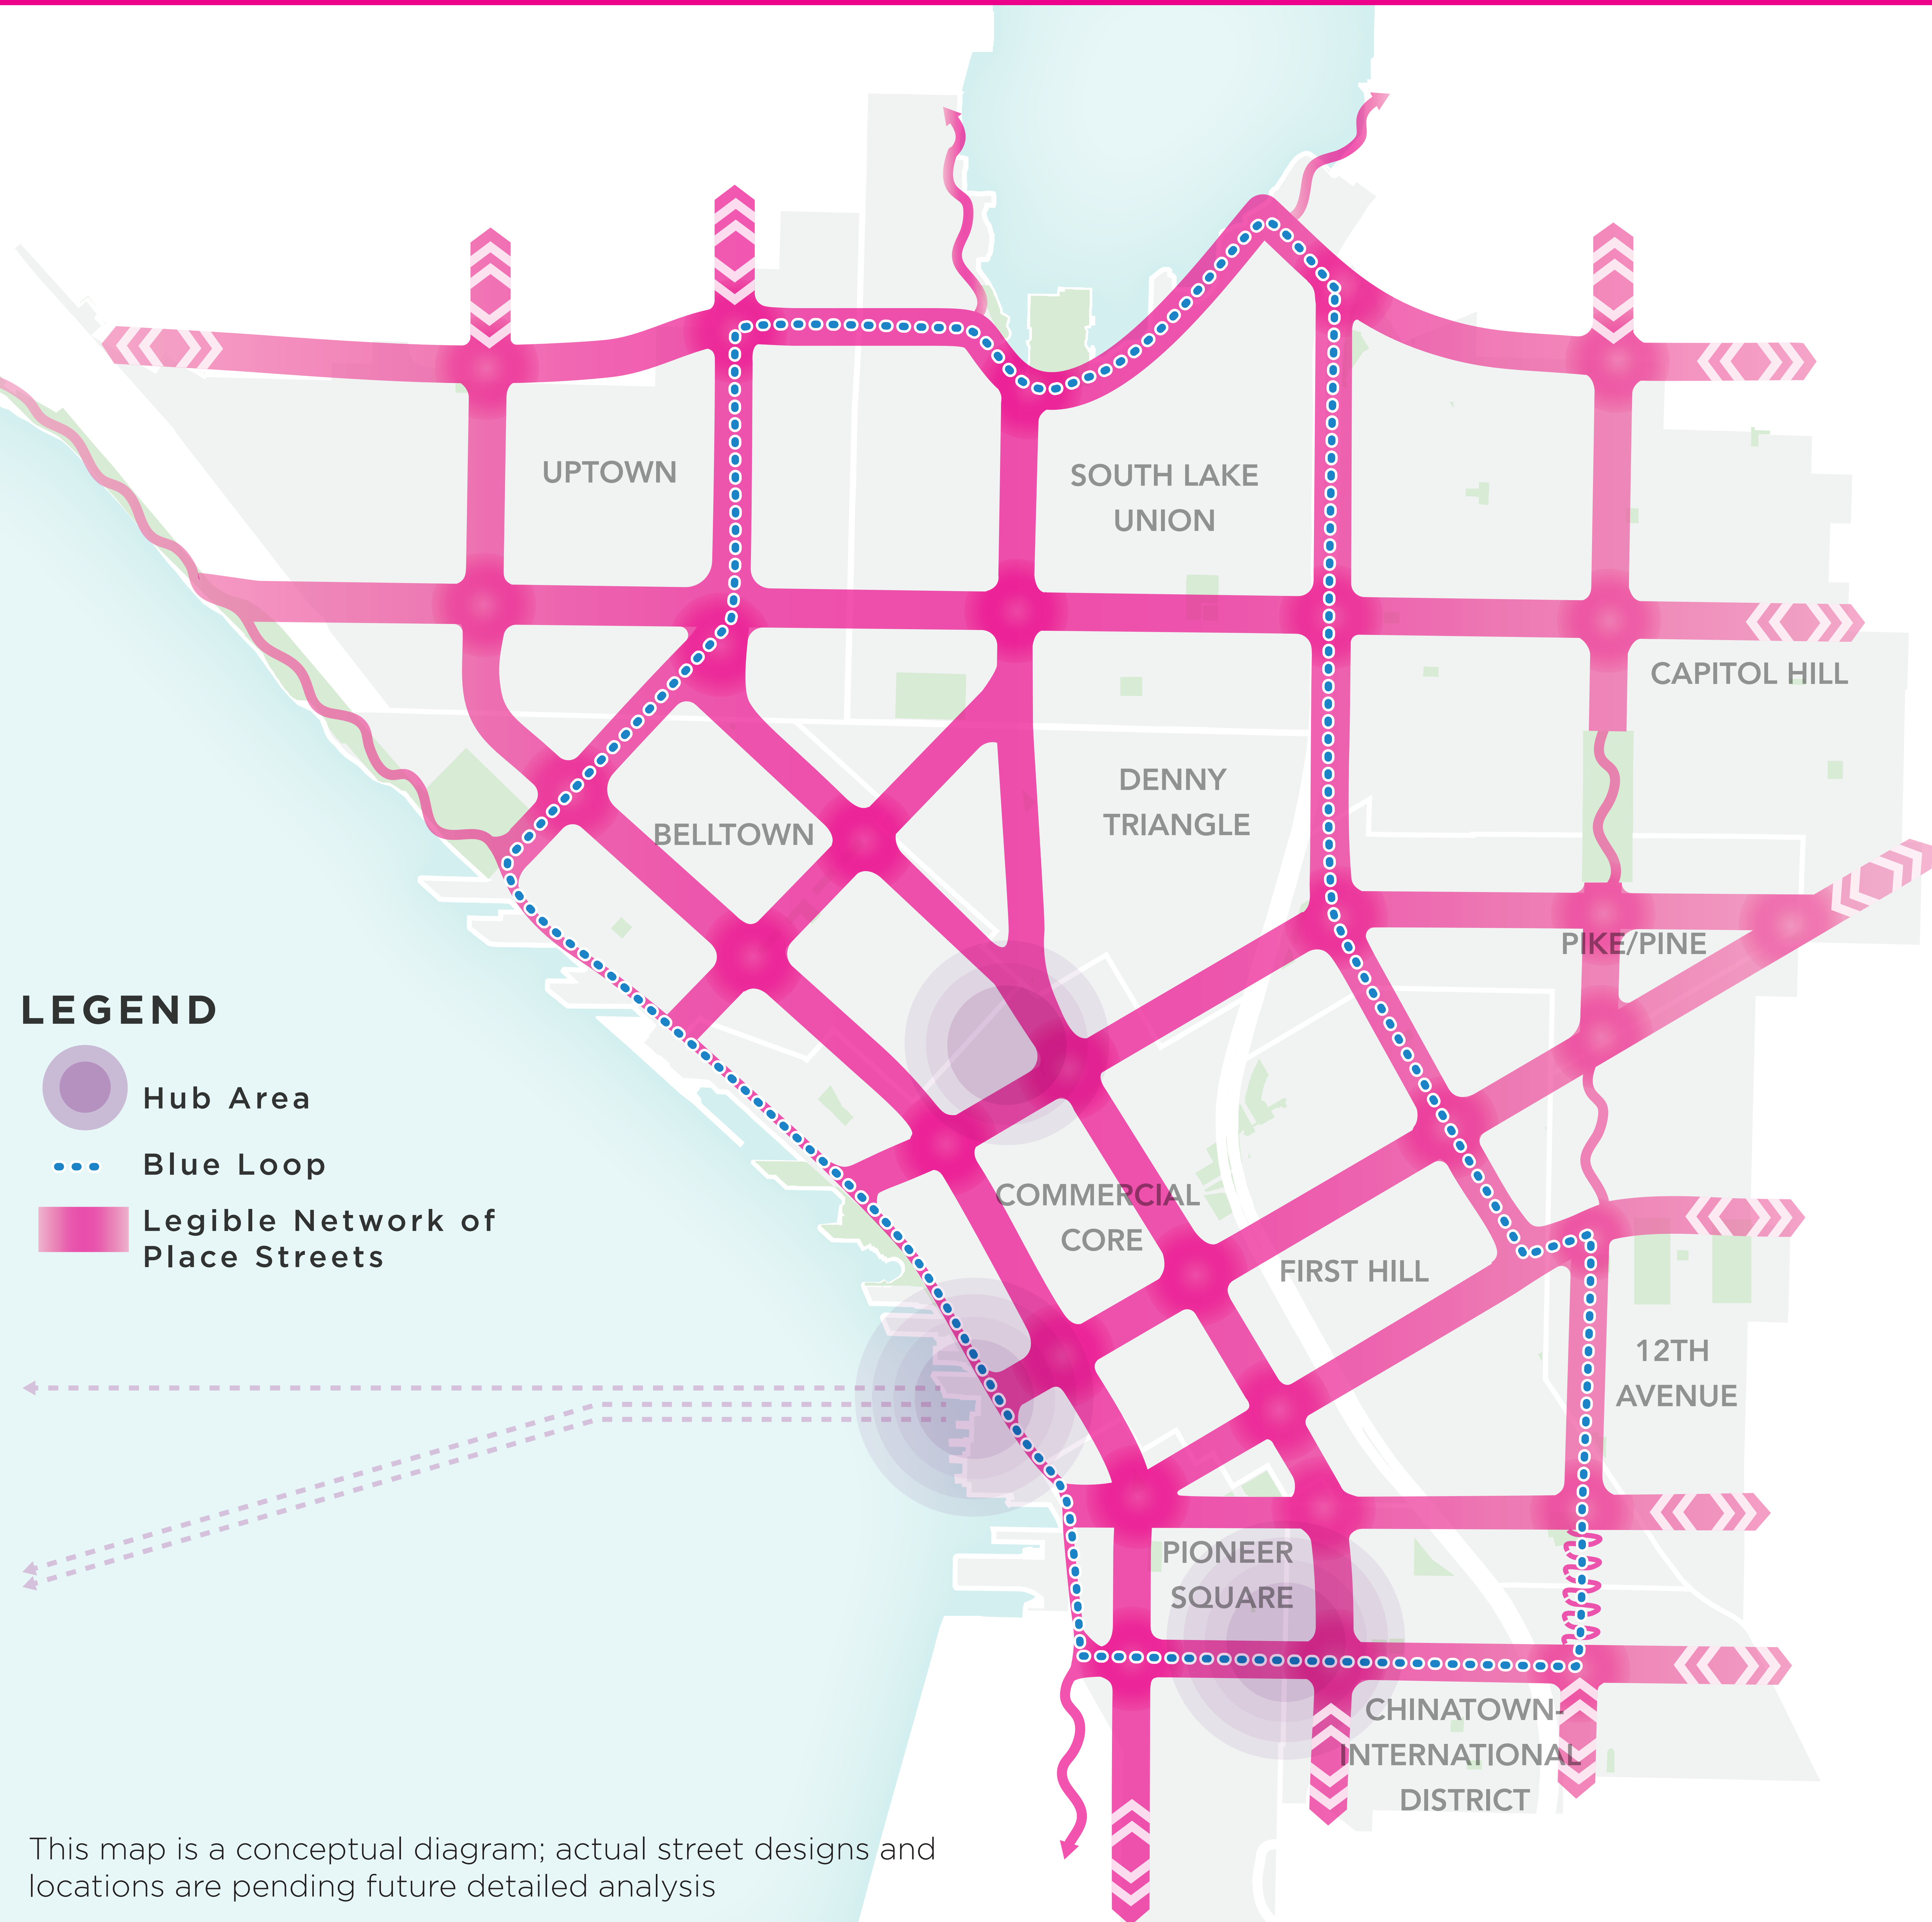 UPTOWN
SOUTH LAKE
UNION
CAPITOL HILL
DENNY
TRIANGLE
BELLTOWN
PIKE/PINE
LEGEND
Hub Area
Blue Loop
Legible Network of
Place Streets
COMMERCIAL
CORE
FIRST HILL
12TH
AVENUE
PIONEER
SQUARE
CHINATOWN-
INTERNATIONAL
DISTRICT
This map is a conceptual diagram; actual street designs and
locations are pending future detailed analysis